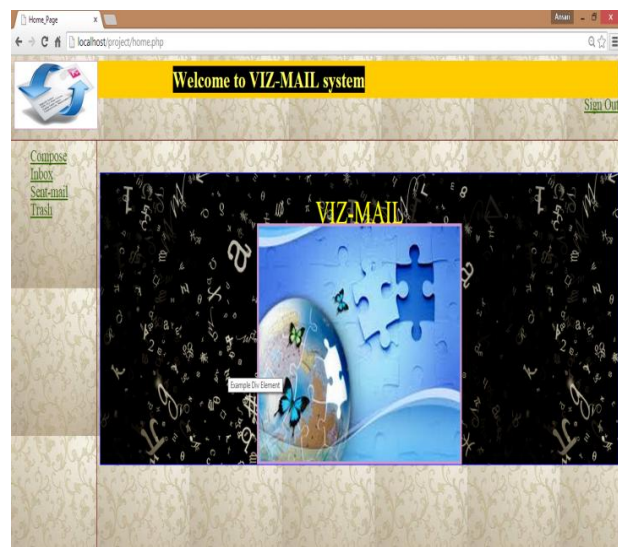 Home_Page
Aman
localhost/project/home.php
Welcome to VIZ-MAIL system
Sign Out
Compose
Inbox
Sent-mail
Trash
VIZ-MAIL
Example Div Element